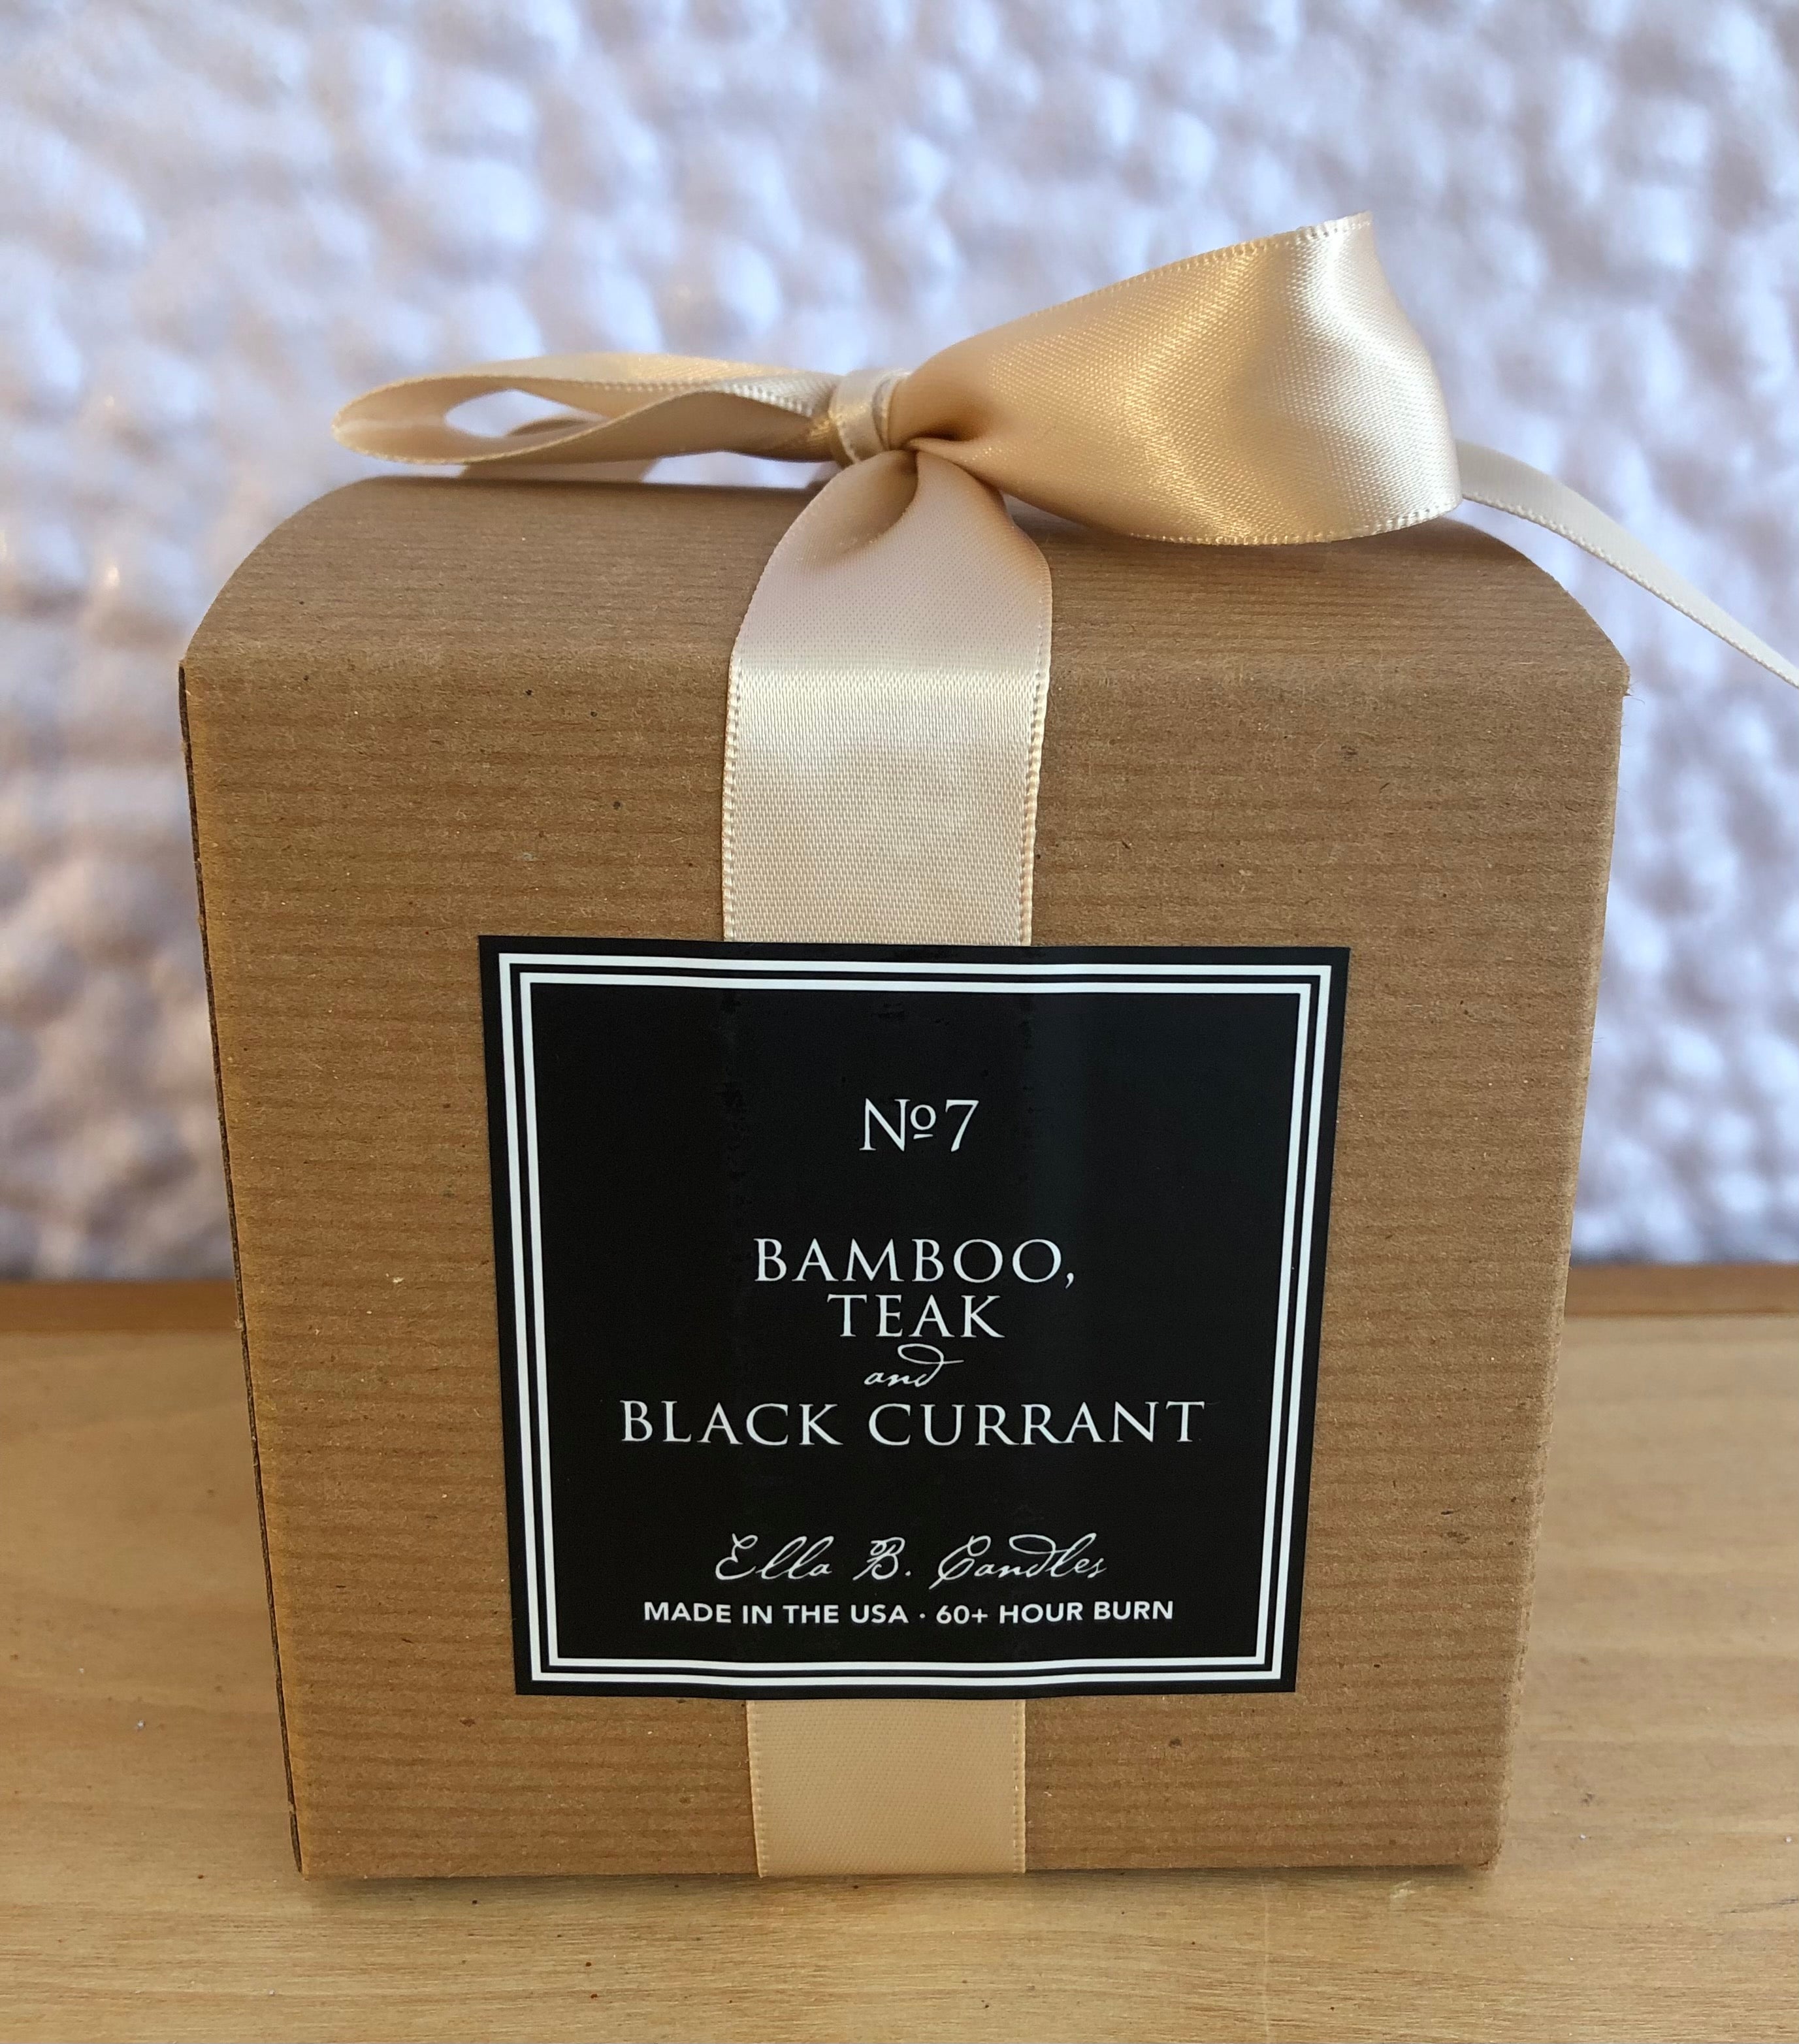 №7
BAMBOO,
TEAK
and
BLACK CURRANT
Ella B. Candles
MADE IN THE USA · 60+ HOUR BURN